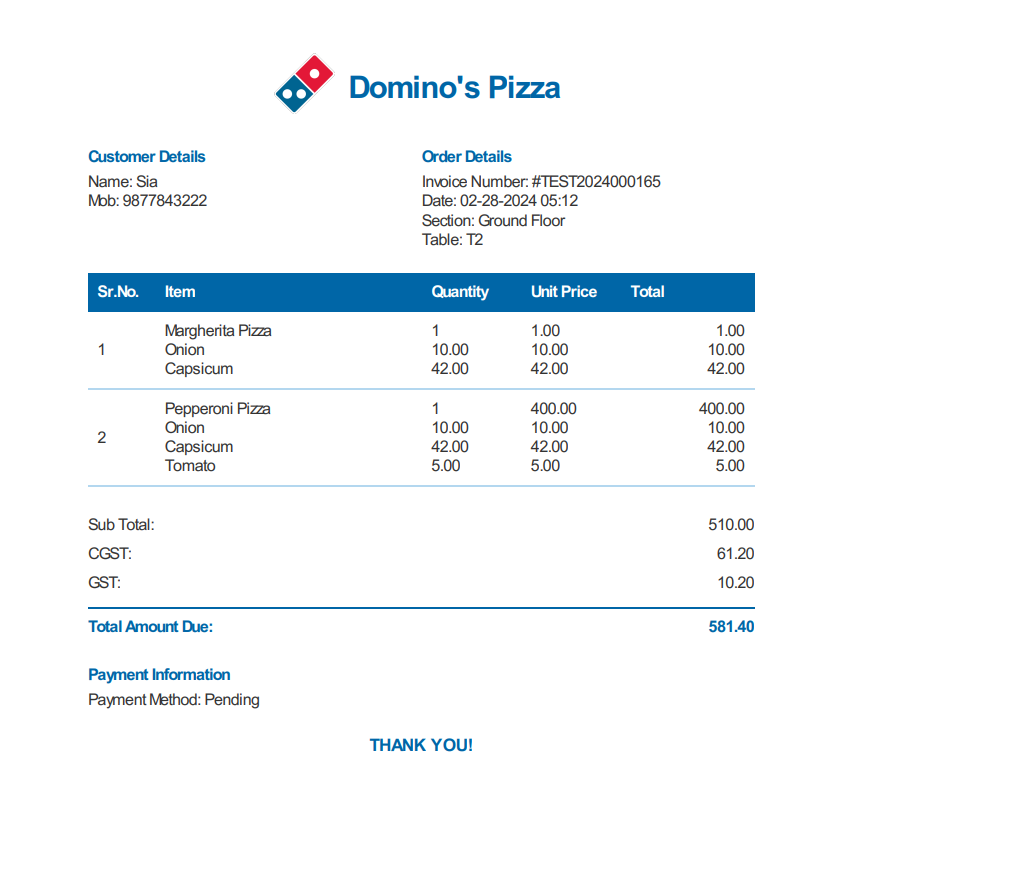 Domino's Pizza
Customer Details
Name: Sia
Mob: 9877843222
Order Details
Invoice Number: #TEST2024000165
Date: 02-28-2024 05:12
Section: Ground Floor
Table: T2
Sr.No. Item Quantity Unit Price Total
Margherita Pizza 1 1.00 1.00
1 Onion 10.00 10.00 10.00
Capsicum 42.00 42.00 42.00
Pepperoni Pizza 1 400.00 400.00
Onion 10.00 10.00 10.00
2 Capsicum 42.00 42.00 42.00
Tomato 5.00 5.00 5.00
Sub Total: 510.00
CGST: 61.20
GST: 10.20
Total Amount Due: 581.40
Payment Information
Payment Method: Pending
THANK YOU!